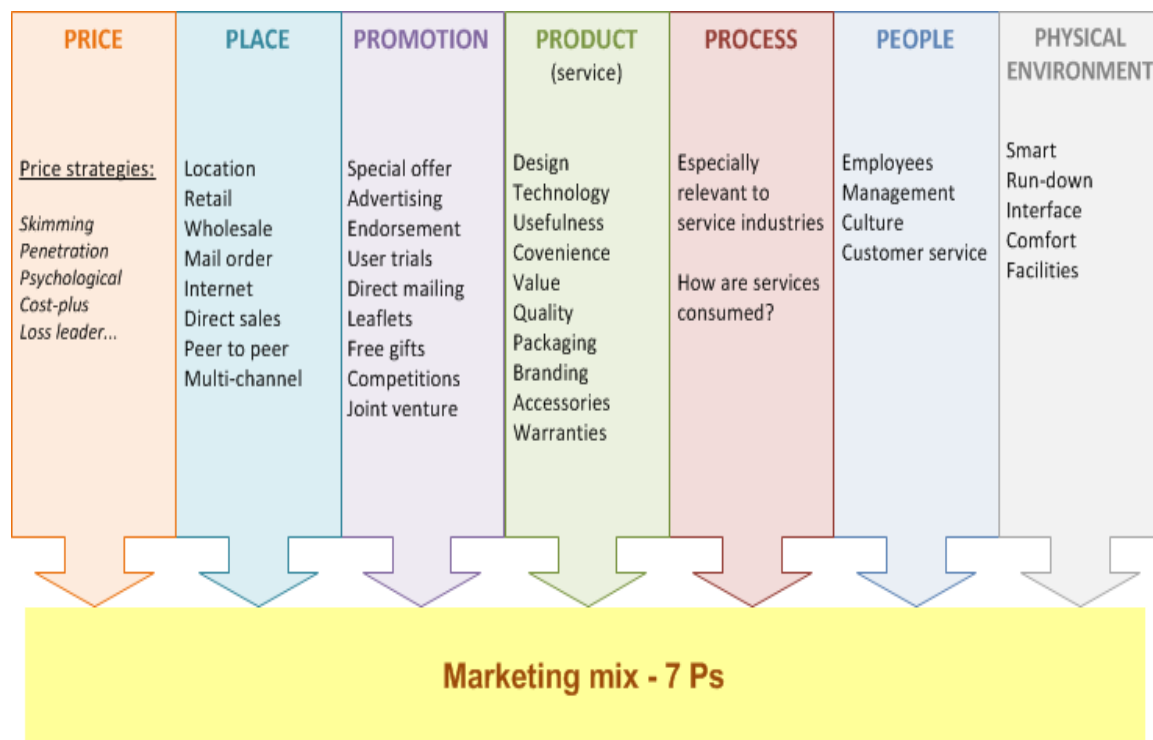 PRICE
Price strategies:
Skimming
Penetration
Psychological
Cost-plus
Loss leader...
PLACE
Location
Retail
Wholesale
Mail order
Internet
Direct sales
Peer to peer
Multi-channel
PROMOTION
Special offer
Advertising
Endorsement
User trials
Direct mailing
Leaflets
Free gifts
Competitions
Joint venture
PRODUCT
(service)
Design
Technology
Usefulness
Covenience
Value
Quality
Packaging
Branding
Accessories
Warranties
PROCESS
Especially
relevant to
service industries
How are services
consumed?
PEOPLE
Employees
Management
Culture
Customer service
PHYSICAL
ENVIRONMENT
Smart
Run-down
Interface
Comfort
Facilities
Marketing mix - 7 Ps